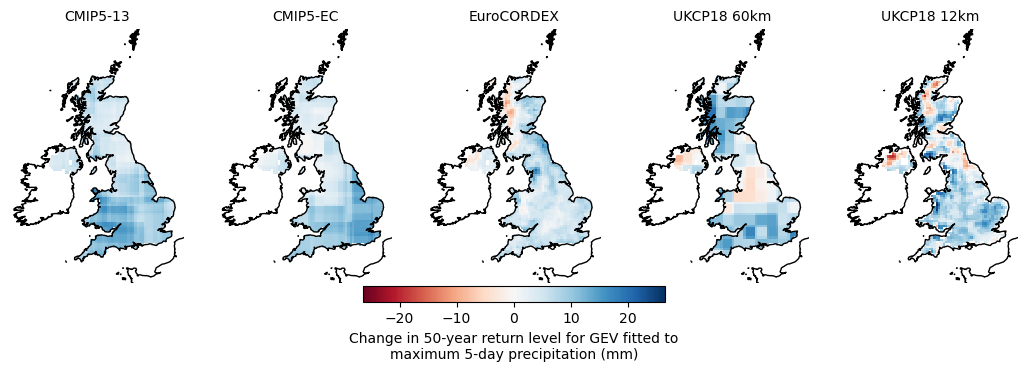 CMIP5-13
CMIP5-EC
EuroCORDEX
UKCP18 60km
UKCP18 12km
−20 −10 0 10 20
Change in 50-year return level for GEV fitted to
maximum 5-day precipitation (mm)